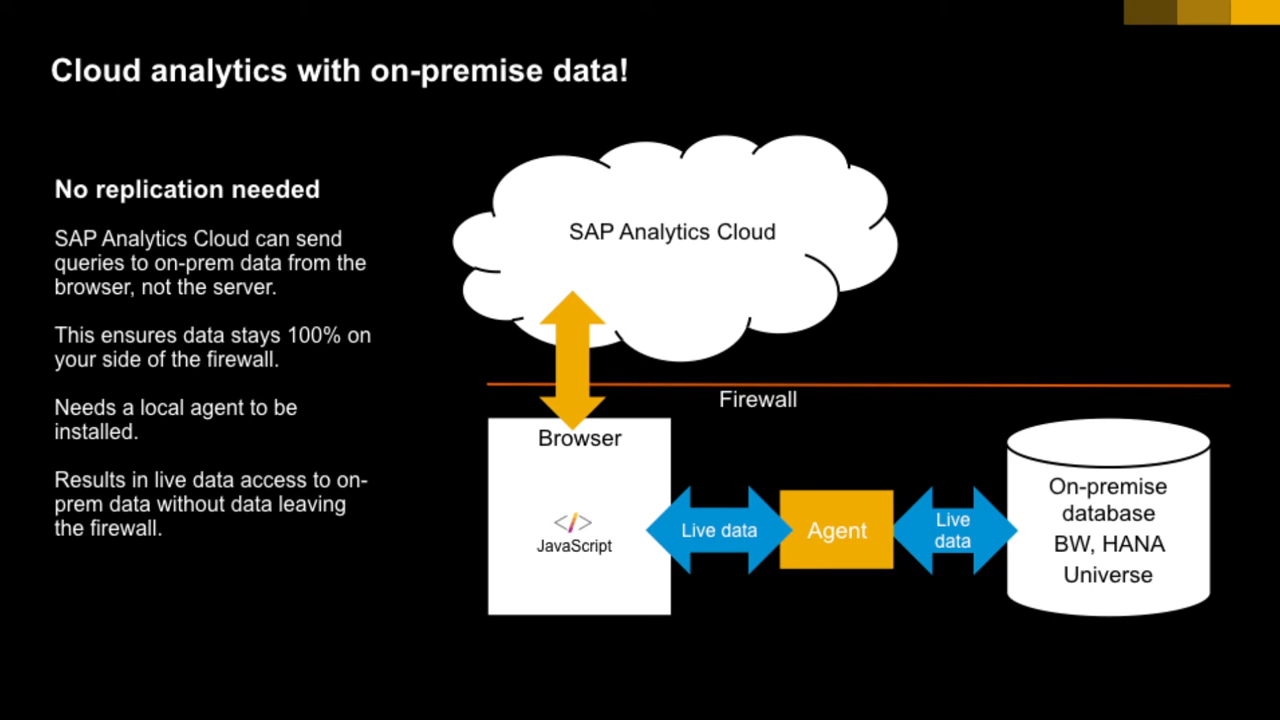 Cloud analytics with on-premise data!
No replication needed
SAP Analytics Cloud can send
queries to on-prem data from the
browser, not the server.
This ensures data stays 100% on
your side of the firewall.
Needs a local agent to be
installed.
Results in live data access to on-
prem data without data leaving
the firewall.
SAP Analytics Cloud
Firewall
Browser
</>
JavaScript
Live data
Agent
Live
data
On-premise
database
BW, HANA
Universe